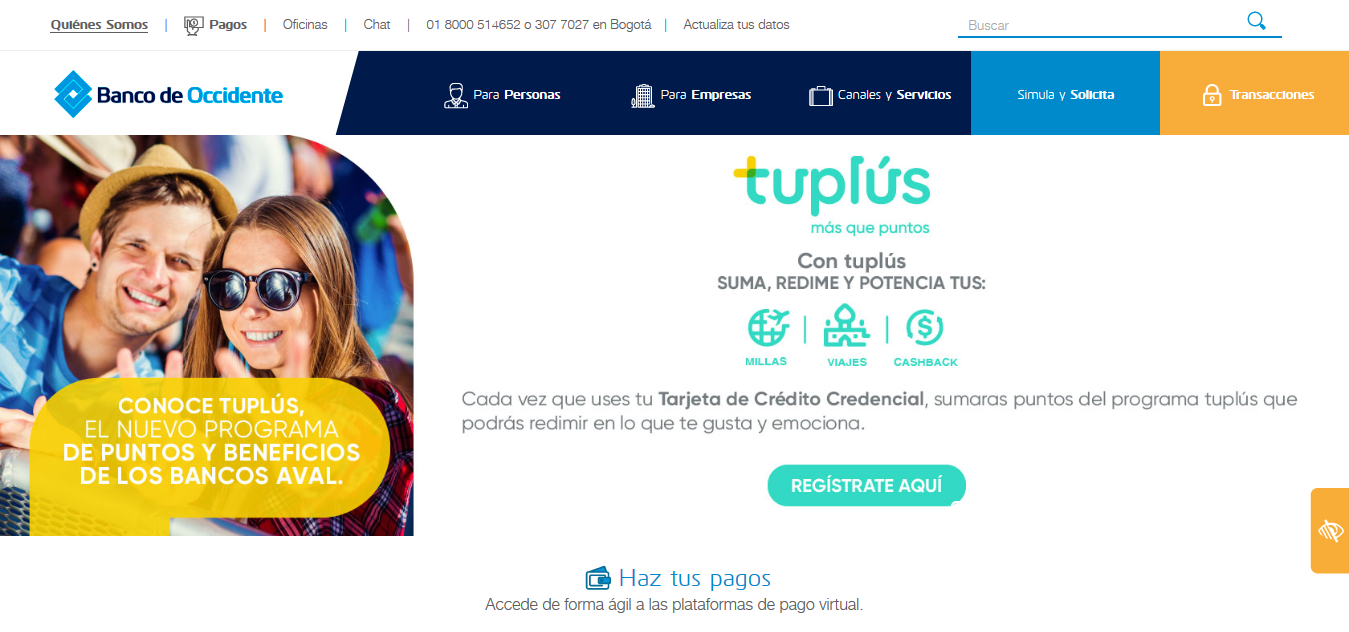 Quiénes Somos | Pagos | Oficinas | Chat | 01 8000 514652 o 307 7027 en Bogotá | Actualiza tus datos
Buscar
Banco de Occidente
Para Personas
Para Empresas
Canales y Servicios
Simula y Solicita
Transacciones
tuplús
más que puntos
Con tuplús
SUMA, REDIME Y POTENCIA TUS:
MILLAS | VIAJES | CASHBACK
Cada vez que uses tu Tarjeta de Crédito Credencial, sumaras puntos del programa tuplús que
podrás redimir en lo que te gusta y emociona.
REGÍSTRATE AQUÍ
CONOCE TUPLÚS,
EL NUEVO PROGRAMA
DE PUNTOS Y BENEFICIOS
DE LOS BANCOS AVAL.
Haz tus pagos
Accede de forma ágil a las plataformas de pago virtual.